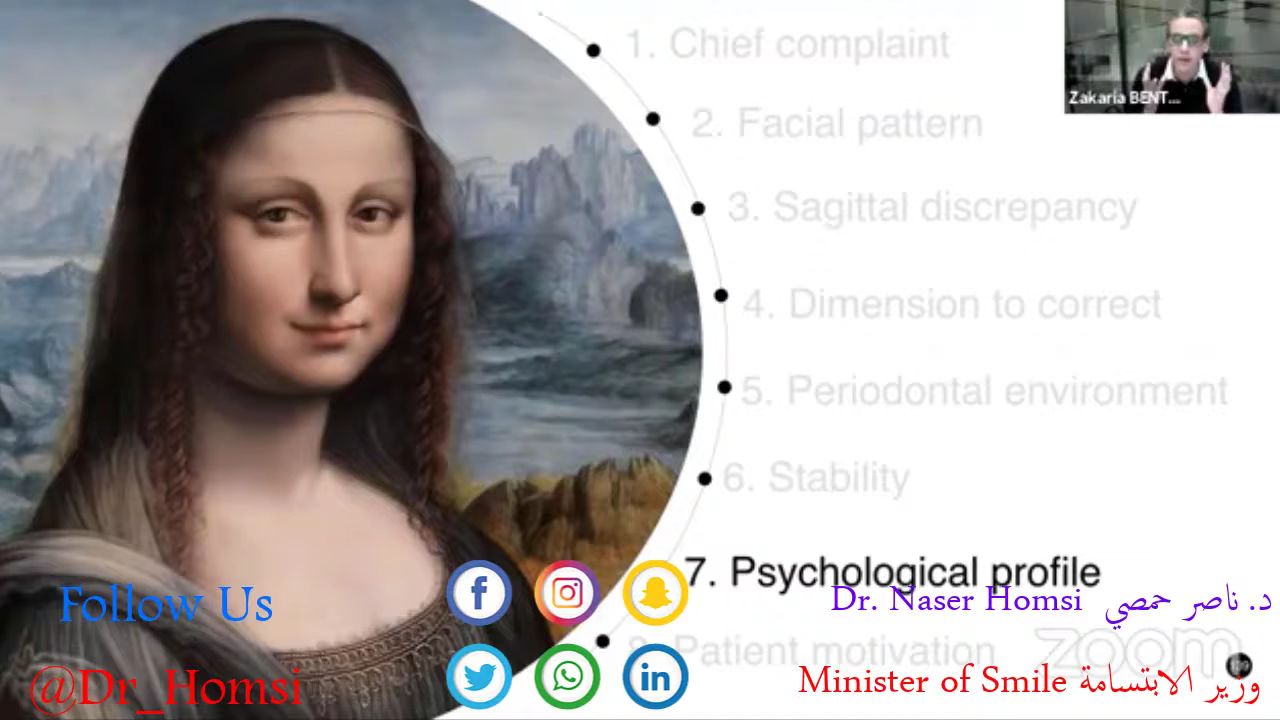 1. Chief complaint
Zakaria BENT...
2. Facial pattern
3. Sagittal discrepancy
4. Dimension to correct
5. Periodontal environment
6. Stability
7. Psychological profile
Follow Us
Dr. Naser Homsi د. ناصر حمصي
Patient motivation
zoom
@Dr_Homsi
Minister of Smile وزير الابتسامة